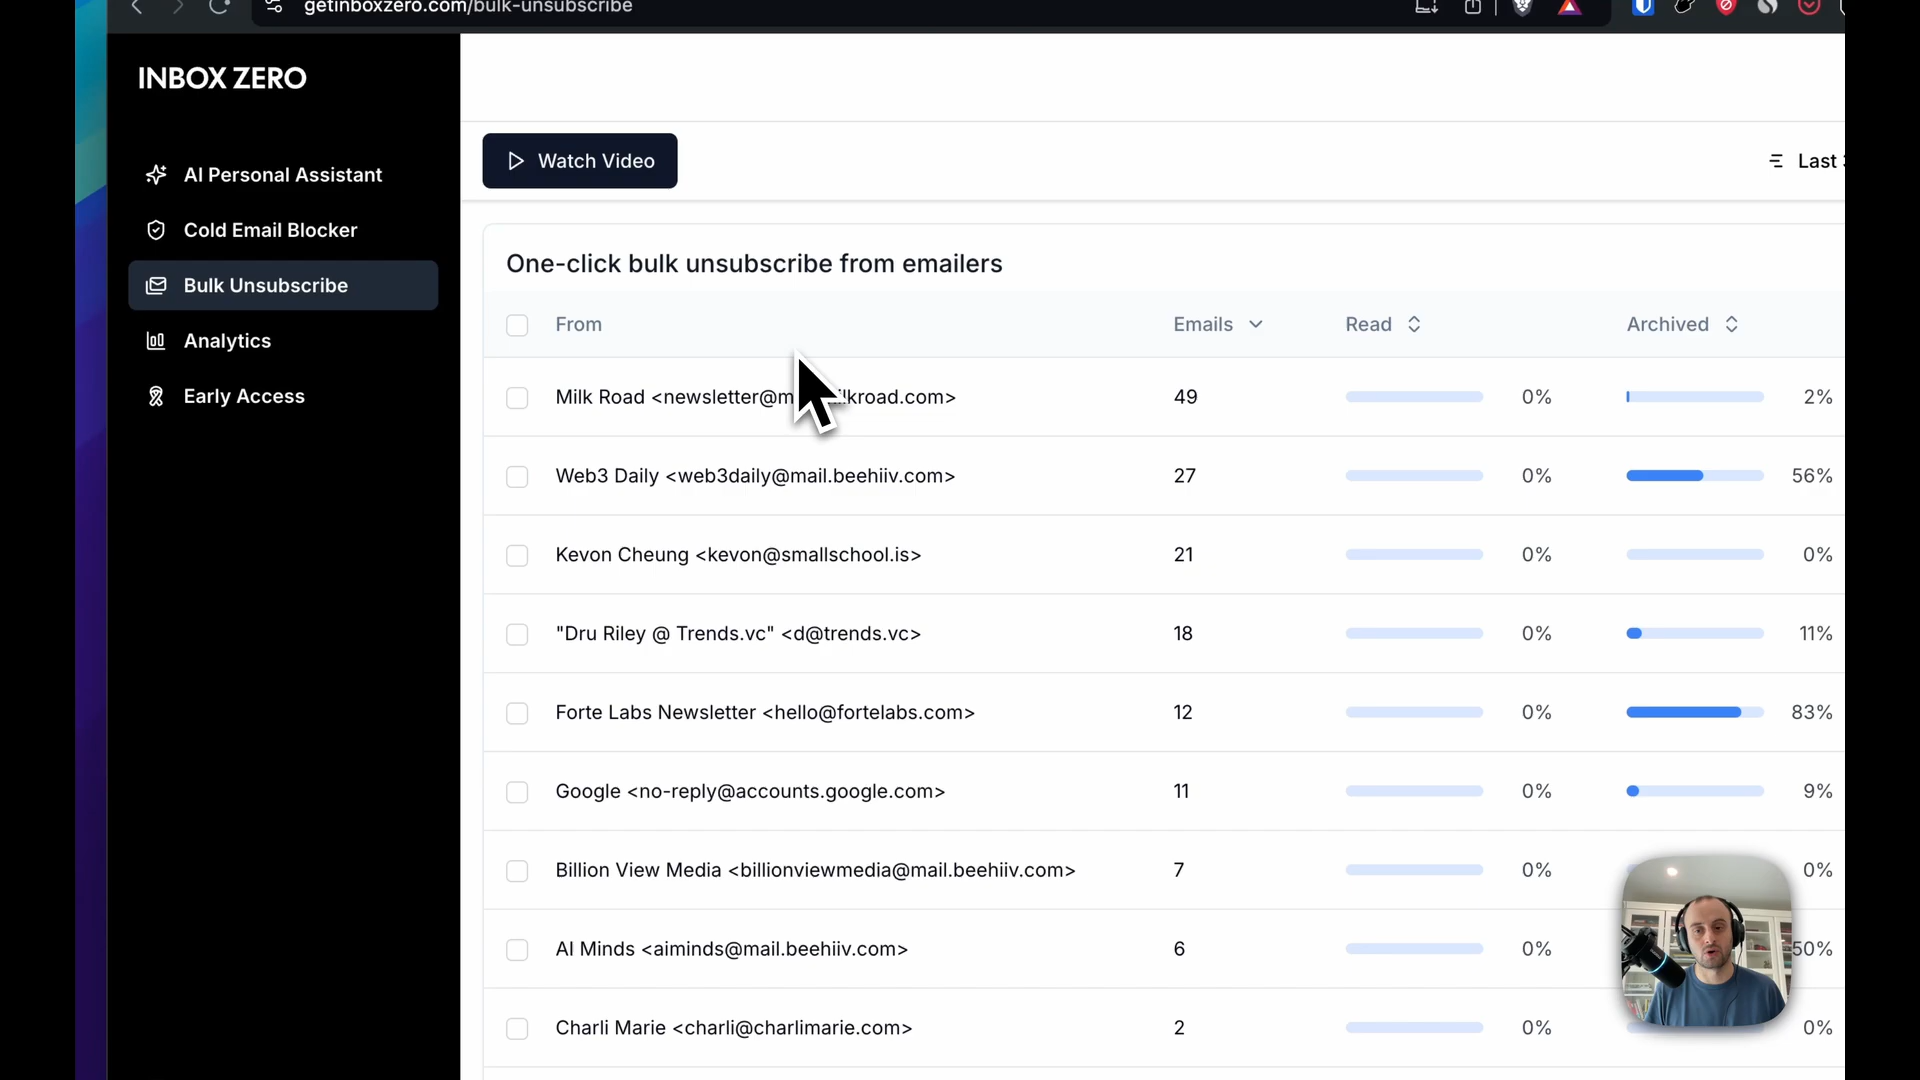 getinboxzero.com/bulk-unsubscribe
INBOX ZERO
AI Personal Assistant
Cold Email Blocker
Bulk Unsubscribe
Analytics
Early Access
Watch Video
Last
One-click bulk unsubscribe from emailers
From Emails Read Archived
Milk Road <newsletter@m lkroad.com> 49 0% 2%
Web3 Daily <web3daily@mail.beehiiv.com> 27 0% 56%
Kevon Cheung <kevon@smallschool.is> 21 0% 0%
"Dru Riley @ Trends.vc" <d@trends.vc> 18 0% 11%
Forte Labs Newsletter <hello@fortelabs.com> 12 0% 83%
Google <no-reply@accounts.google.com> 11 0% 9%
Billion View Media <billionviewmedia@mail.beehiiv.com> 7 0% 0%
AI Minds <aiminds@mail.beehiiv.com> 6 0% 50%
Charli Marie <charli@charlimarie.com> 2 0% 0%